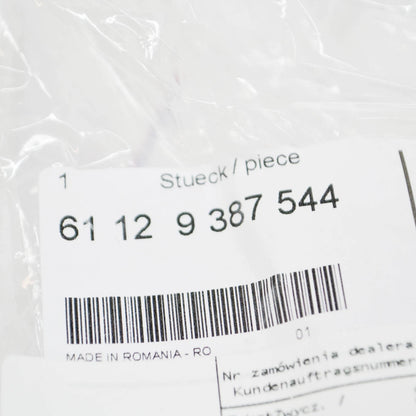 1 Stueck / piece
61 12 9 387 544
01
MADE IN ROMANIA - RO
Nr zamówienia dealera
Kundenauftragsnummer